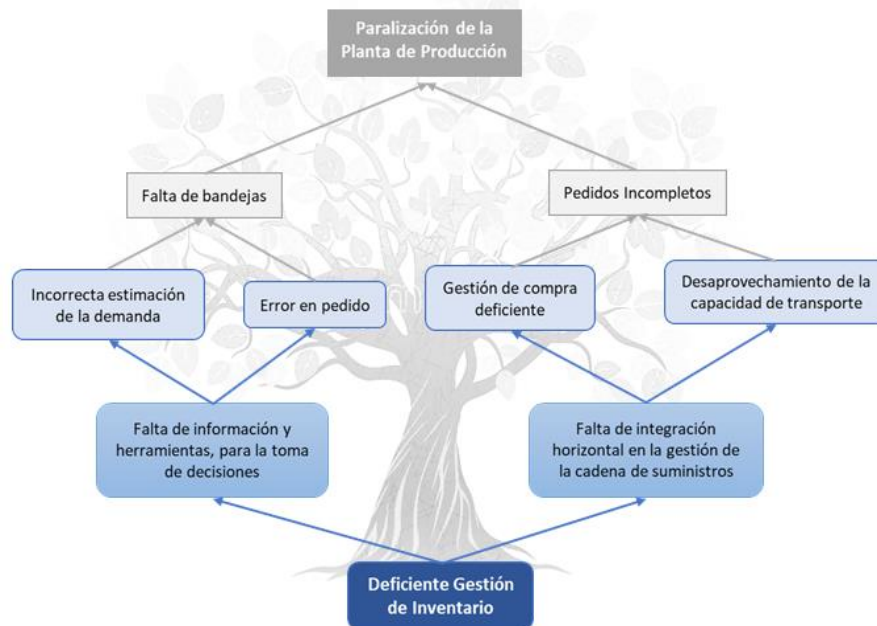 Paralización de la
Planta de Producción
Falta de bandejas
Pedidos Incompletos
Incorrecta estimación
de la demanda
Error en pedido
Gestión de compra
deficiente
Desaprovechamiento de la
capacidad de transporte
Falta de información y
herramientas, para la toma
de decisiones
Falta de integración
horizontal en la gestión de
la cadena de suministros
Deficiente Gestión
de Inventario